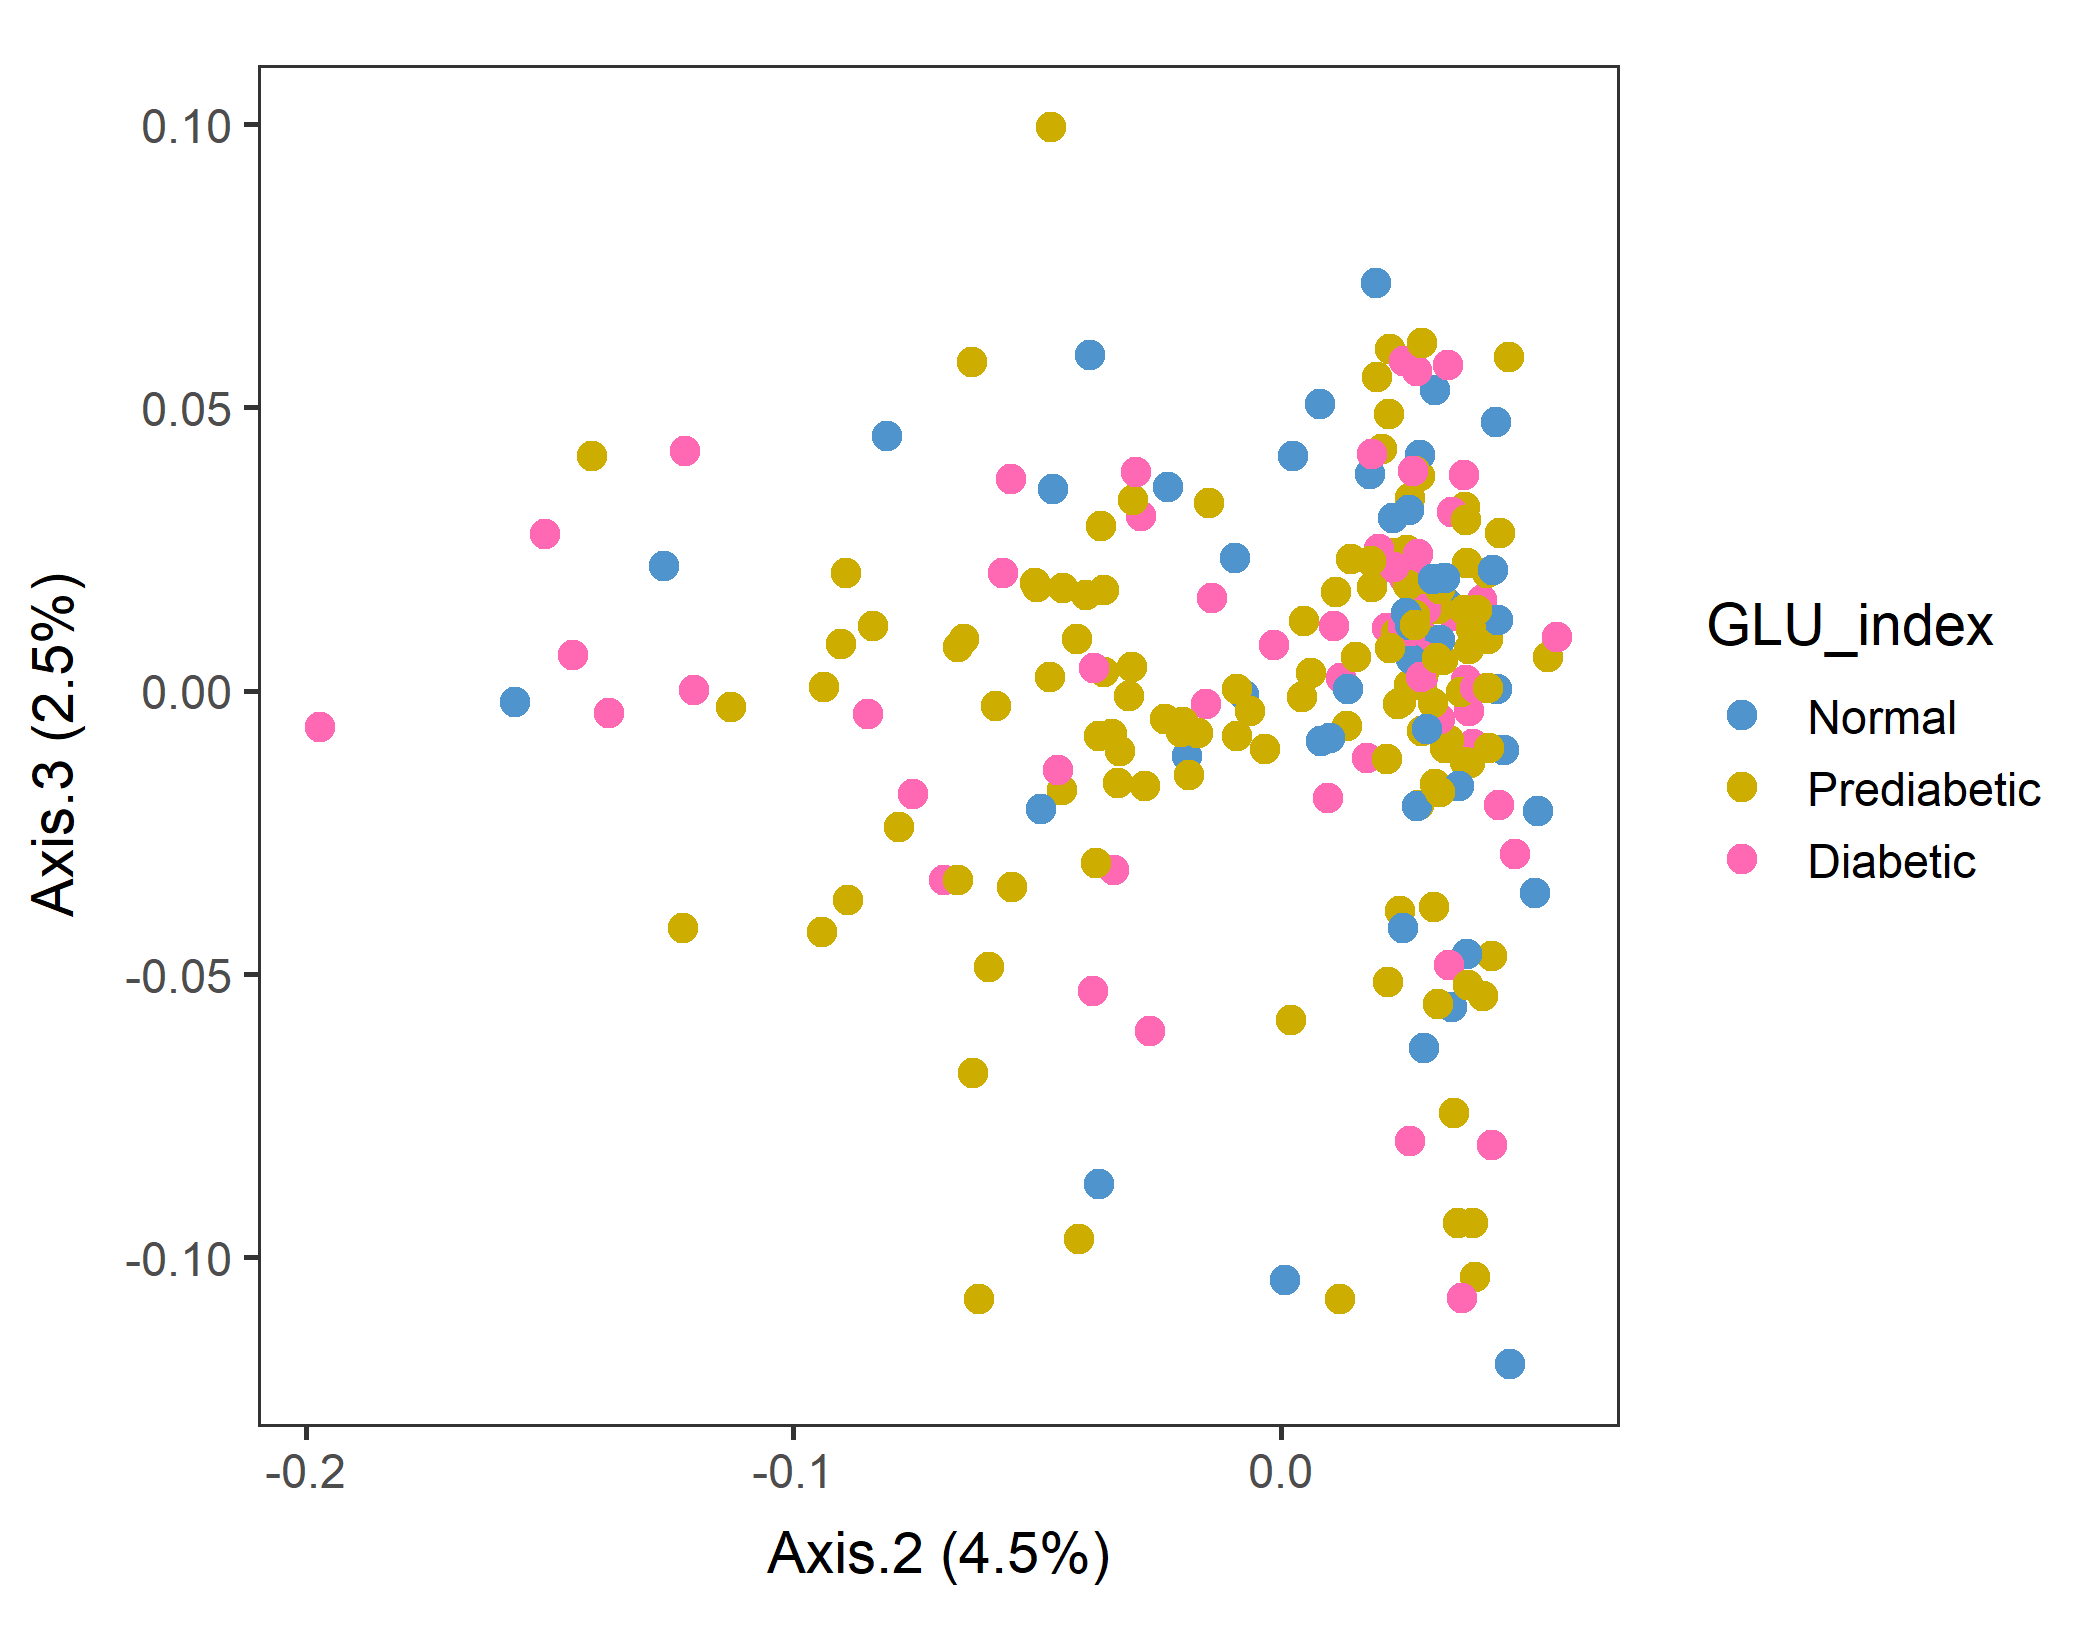 0.10
0.05
0.00
-0.05
-0.10
Axis.3 (2.5%)
-0.2
-0.1
0.0
Axis.2 (4.5%)
GLU_index
Normal
Prediabetic
Diabetic